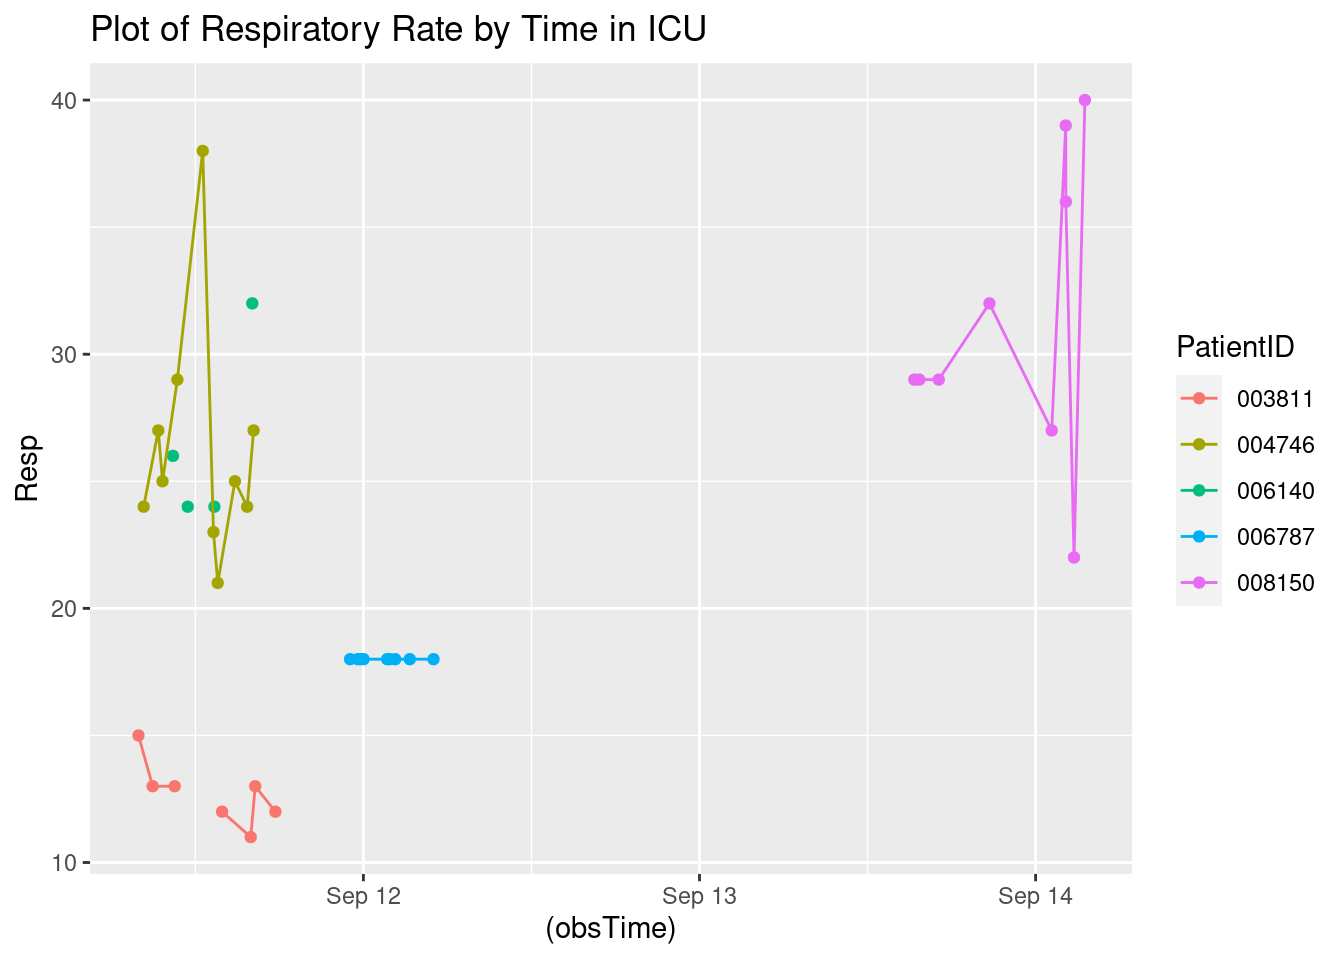 Plot of Respiratory Rate by Time in ICU
40
30
20
10
Resp
Sep 12
Sep 13
Sep 14
(obsTime)
PatientID
003811
004746
006140
006787
008150